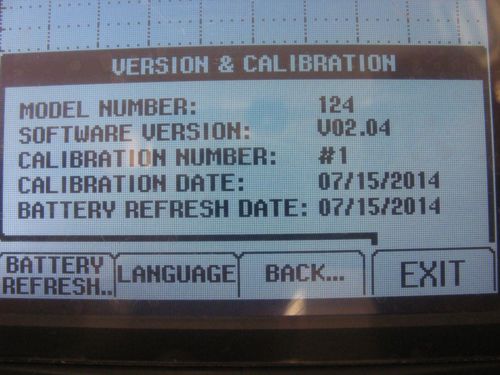 VERSION & CALIBRATION
MODEL NUMBER: 124
SOFTWARE VERSION: V02.04
CALIBRATION NUMBER: #1
CALIBRATION DATE: 07/15/2014
BATTERY REFRESH DATE: 07/15/2014
BATTERY REFRESH.. LANGUAGE BACK... EXIT